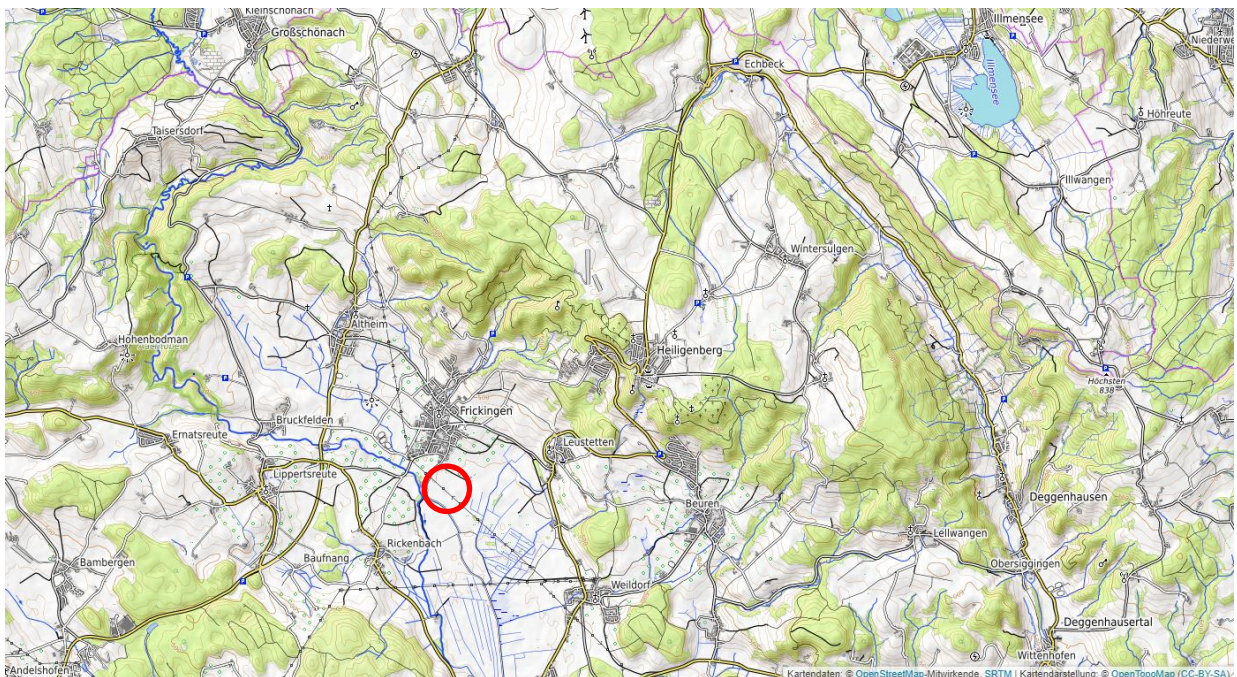 Kleinschönach
Großschönach
Illmensee
Echbeck
Niederwe
Illmensee
Höhreute
Taisersdorf
Illwangen
Wintersulgen
Altheim
Hohenbodman
Heiligenberg
Höchsten
838
Frickingen
Bruckfelden
Ernatsreute
Leustetten
Lippertsreute
Deggenhausen
Beuren
Lellwangen
Rickenbach
Baufnang
Bambergen
Obersiggingen
Weildorf
Deggenhausertal
Andelshofen
Wittenhofen
Kartendaten: © OpenStreetMap-Mitwirkende, SRTM | Kartendarstellung: © OpenTopoMap (CC-BY-SA)